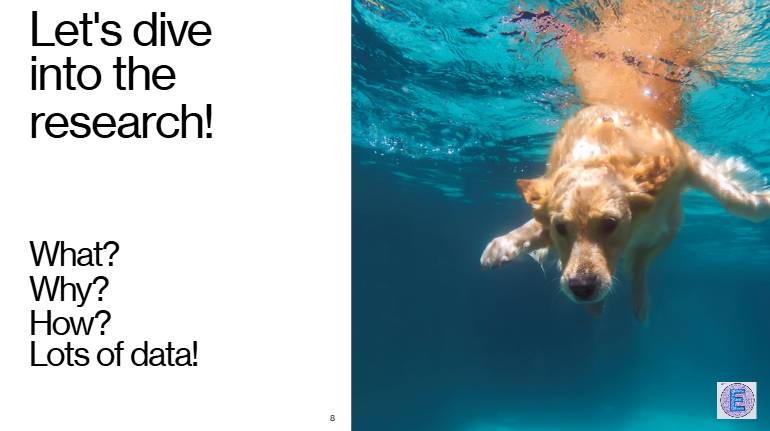 Let's dive
into the
research!
What?
Why?
How?
Lots of data!
8
E